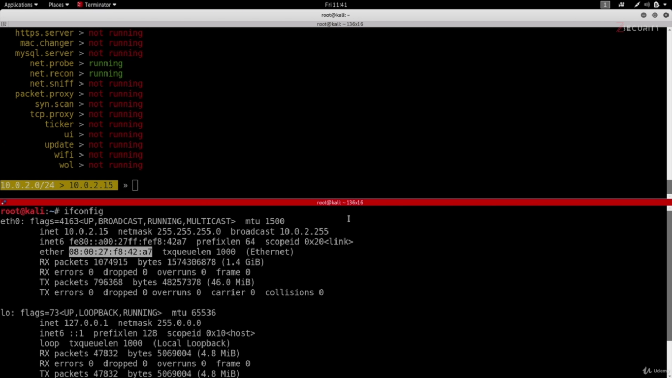 Applications Places Terminator Fri 11:41 1
root@kali: ~
root@kali: ~ 136x16
ZSECURITY
https.server > not running
mac.changer > not running
mysql.server > not running
net.probe > running
net.recon > running
net.sniff > not running
packet.proxy > not running
syn.scan > not running
tcp.proxy > not running
ticker > not running
ui > not running
update > not running
wifi > not running
wol > not running
10.0.2.0/24 > 10.0.2.15 »
root@kali: ~ 136x16
root@kali:~# ifconfig
eth0: flags=4163<UP,BROADCAST,RUNNING,MULTICAST> mtu 1500
inet 10.0.2.15 netmask 255.255.255.0 broadcast 10.0.2.255
inet6 fe80::a00:27ff:fef8:42a7 prefixlen 64 scopeid 0x20<link>
ether 08:00:27:f8:42:a7 txqueuelen 1000 (Ethernet)
RX packets 1074915 bytes 1574306878 (1.4 GiB)
RX errors 0 dropped 0 overruns 0 frame 0
TX packets 796368 bytes 48257378 (46.0 MiB)
TX errors 0 dropped 0 overruns 0 carrier 0 collisions 0
lo: flags=73<UP,LOOPBACK,RUNNING> mtu 65536
inet 127.0.0.1 netmask 255.0.0.0
inet6 ::1 prefixlen 128 scopeid 0x10<host>
loop txqueuelen 1000 (Local Loopback)
RX packets 47832 bytes 5069004 (4.8 MiB)
RX errors 0 dropped 0 overruns 0 frame 0
TX packets 47832 bytes 5069004 (4.8 MiB)
Udemy